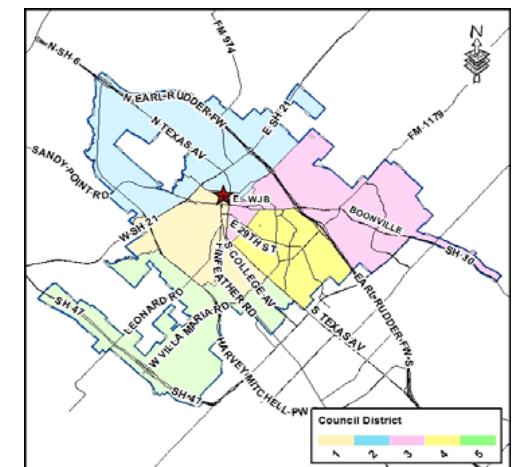 N-SH 6
FM 974
N
N-EARL-RUDDER-FW
E SH 21
N TEXAS AV
FM-1179
SANDY-POINT-RD
W-SH 21
E WJB
BOONVILLE
SH-30
E 29TH ST
S COLLEGE AV
FINFEATHER RD
LEONARD RD
W VILLA MARIA RD
SH 47
SH-47
S TEXAS AV
EARL-RUDDER-FW-S
HARVEY-MITCHELL-PW
Council District
1 2 3 4 5